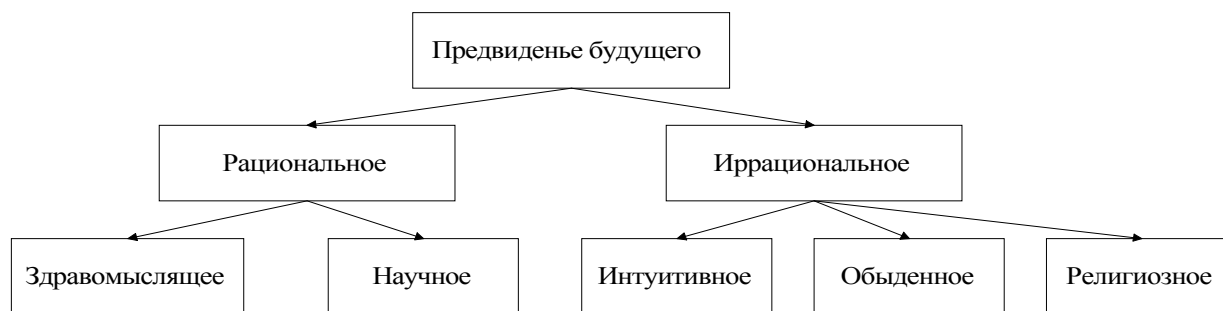 Предвиденье будущего
Рациональное
Иррациональное
Здравомыслящее
Научное
Интуитивное
Обыденное
Религиозное